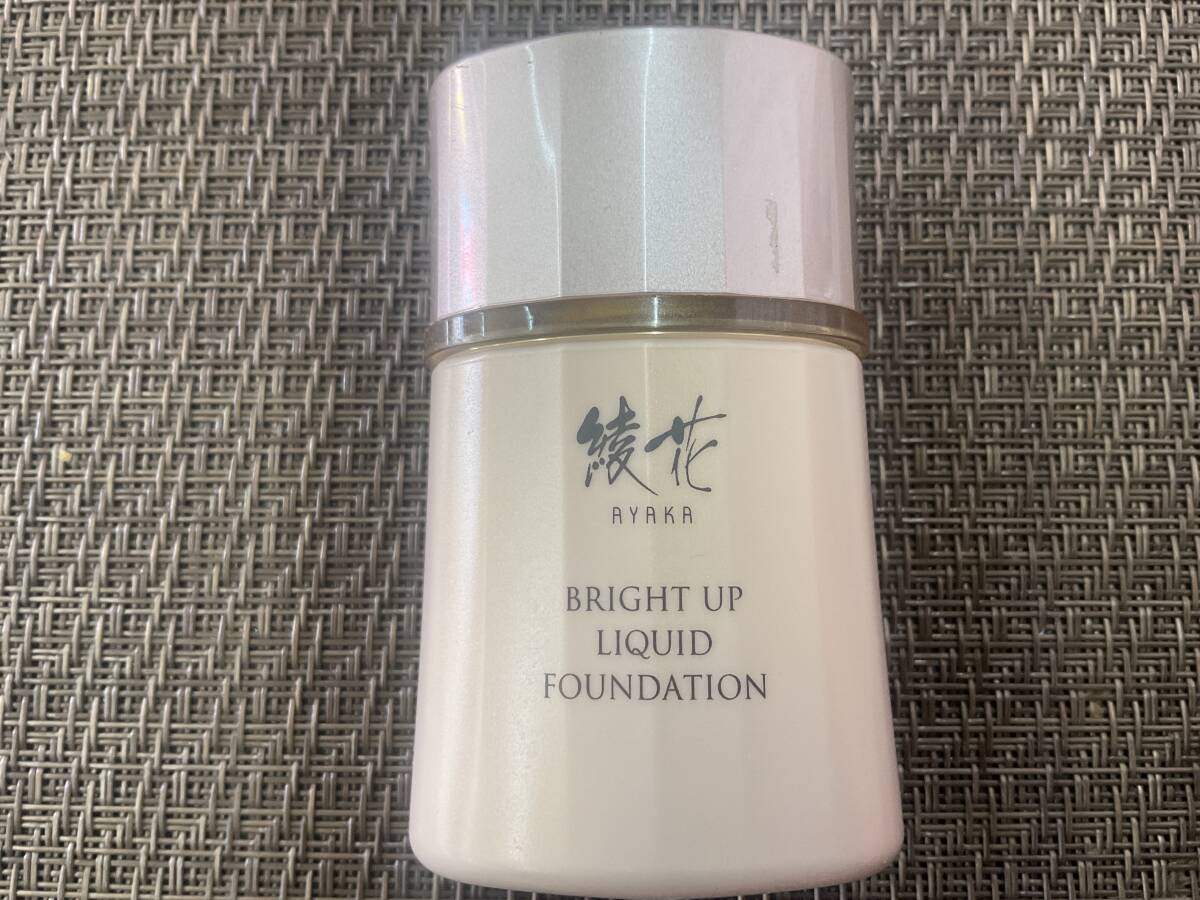 綾花
AYAKA
BRIGHT UP
LIQUID
FOUNDATION